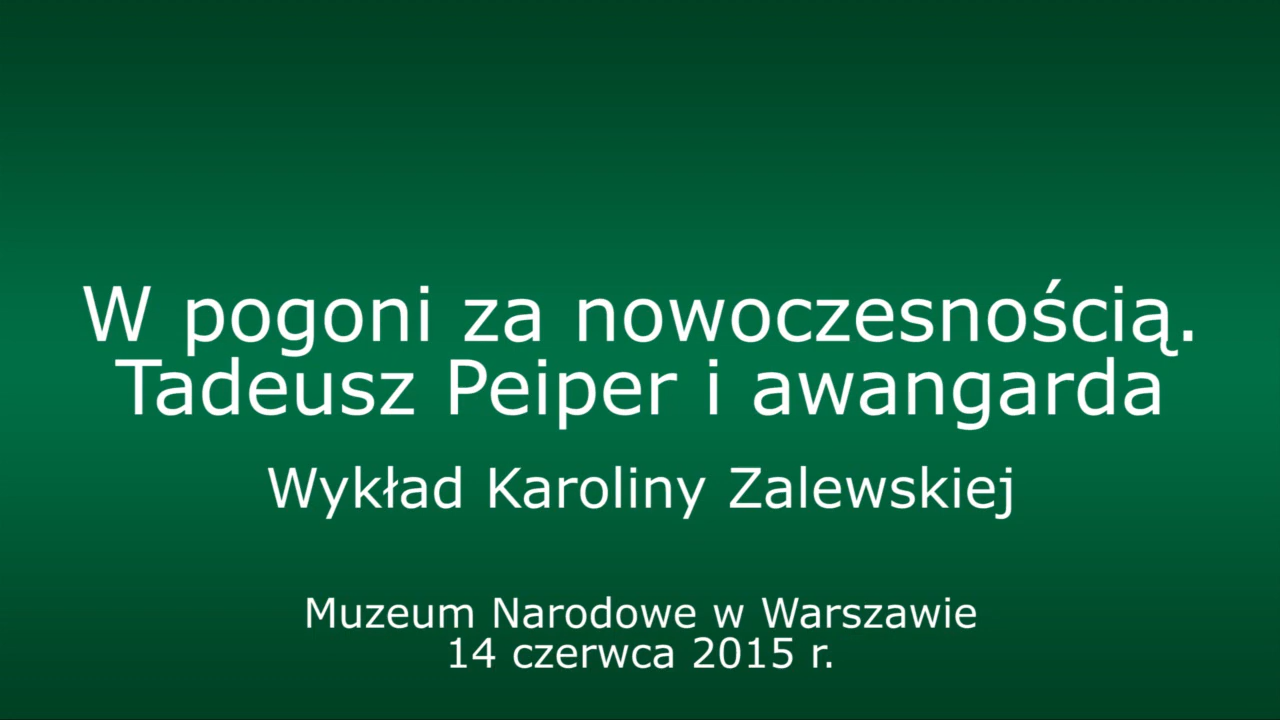 W pogoni za nowoczesnością.
Tadeusz Peiper i awangarda
Wykład Karoliny Zalewskiej
Muzeum Narodowe w Warszawie
14 czerwca 2015 r.